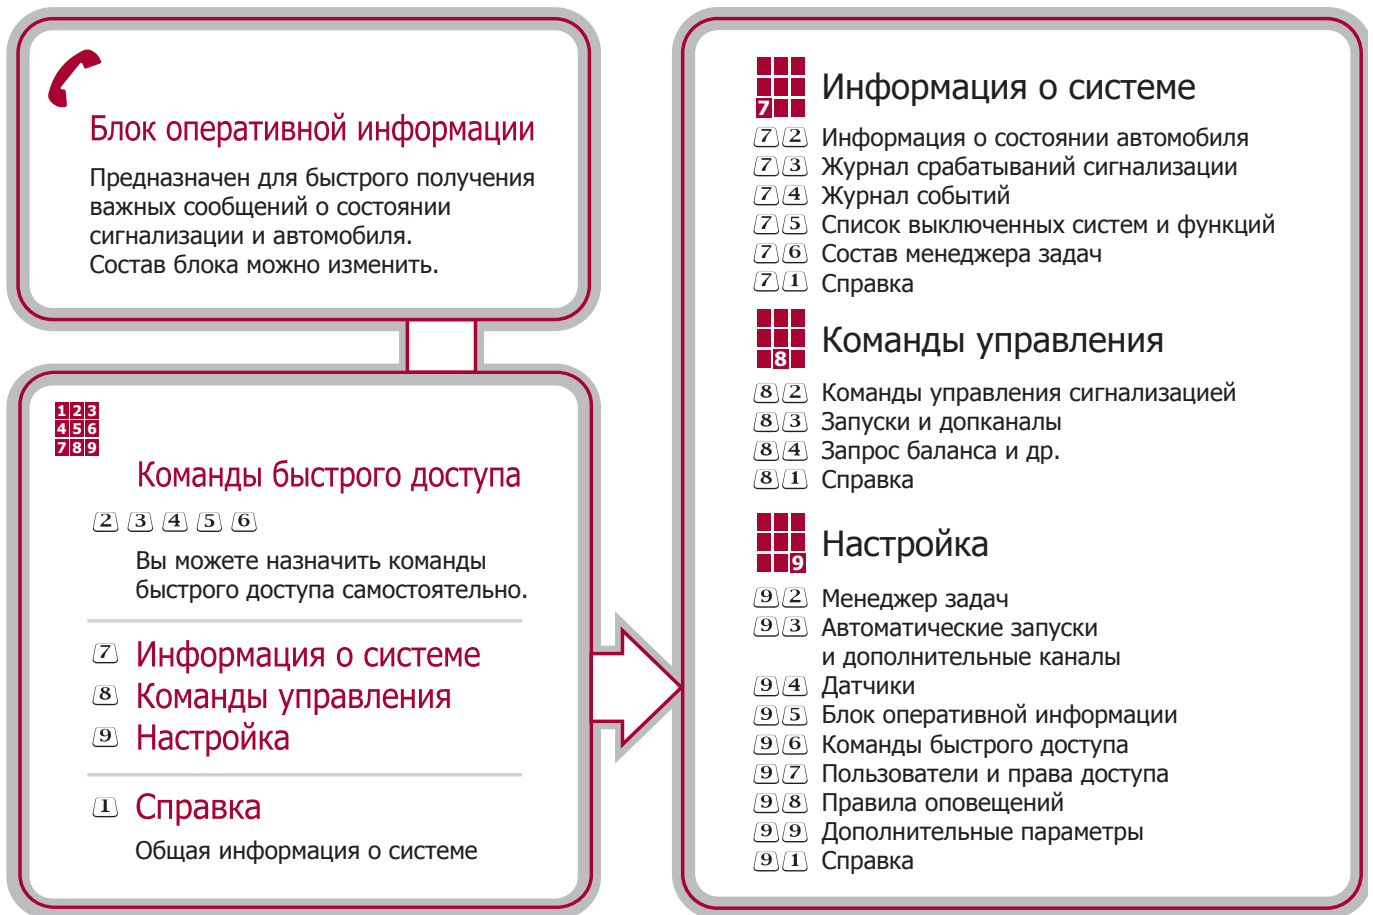 Блок оперативной информации
Предназначен для быстрого получения
важных сообщений о состоянии
сигнализации и автомобиля.
Состав блока можно изменить.
1 2 3
4 5 6
7 8 9
Команды быстрого доступа
2 3 4 5 6
Вы можете назначить команды
быстрого доступа самостоятельно.
7 Информация о системе
8 Команды управления
9 Настройка
1 Справка
Общая информация о системе
7 Информация о системе
7 2 Информация о состоянии автомобиля
7 3 Журнал срабатываний сигнализации
7 4 Журнал событий
7 5 Список выключенных систем и функций
7 6 Состав менеджера задач
7 1 Справка
8 Команды управления
8 2 Команды управления сигнализацией
8 3 Запуски и допканалы
8 4 Запрос баланса и др.
8 1 Справка
9 Настройка
9 2 Менеджер задач
9 3 Автоматические запуски
и дополнительные каналы
9 4 Датчики
9 5 Блок оперативной информации
9 6 Команды быстрого доступа
9 7 Пользователи и права доступа
9 8 Правила оповещений
9 9 Дополнительные параметры
9 1 Справка